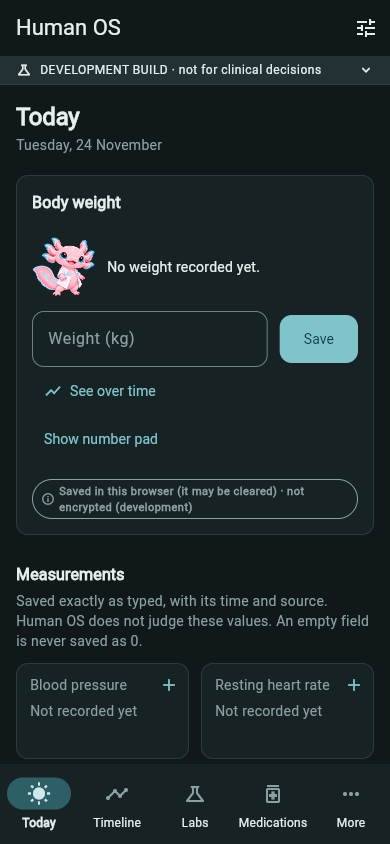 Human OS
DEVELOPMENT BUILD · not for clinical decisions
Today
Tuesday, 24 November
Body weight
No weight recorded yet.
Weight (kg)
Save
See over time
Show number pad
Saved in this browser (it may be cleared) · not
encrypted (development)
Measurements
Saved exactly as typed, with its time and source.
Human OS does not judge these values. An empty field
is never saved as 0.
Blood pressure
Resting heart rate
Not recorded yet
Not recorded yet
Today
Timeline
Labs
Medications
More